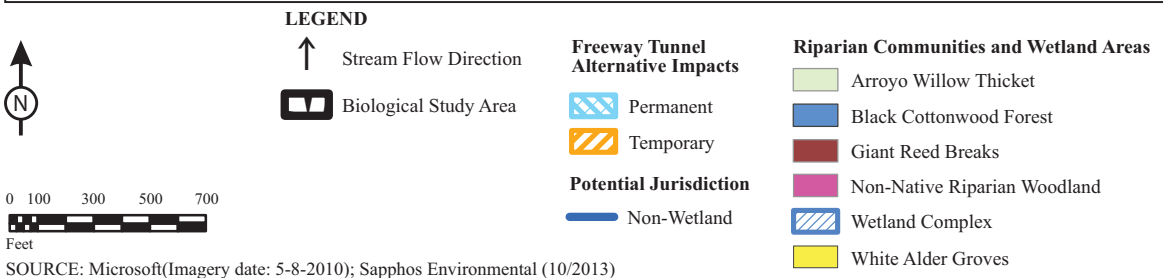 LEGEND
Stream Flow Direction
Biological Study Area
Freeway Tunnel
Alternative Impacts
Permanent
Temporary
Potential Jurisdiction
Non-Wetland
Riparian Communities and Wetland Areas
Arroyo Willow Thicket
Black Cottonwood Forest
Giant Reed Breaks
Non-Native Riparian Woodland
Wetland Complex
White Alder Groves
N
0 100 300 500 700
Feet
SOURCE: Microsoft(Imagery date: 5-8-2010); Sapphos Environmental (10/2013)